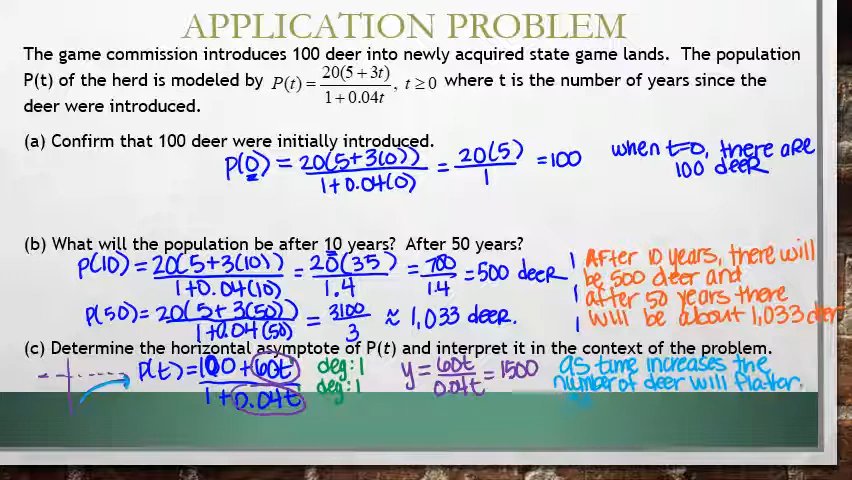 APPLICATION PROBLEM
The game commission introduces 100 deer into newly acquired state game lands. The population
P(t) of the herd is modeled by P(t) = 20(5 + 3t) / 1 + 0.04t, t ≥ 0 where t is the number of years since the
deer were introduced.
(a) Confirm that 100 deer were initially introduced.
P(0) = 20(5+3(0)) / 1+0.04(0) = 20(5) / 1 = 100
when t=0, there are
100 deer
(b) What will the population be after 10 years? After 50 years?
P(10) = 20(5+3(10)) / 1+0.04(10) = 20(35) / 1.4 = 700 / 1.4 = 500 deer
P(50) = 20(5+3(50)) / 1+0.04(50) = 3100 / 3 ≈ 1,033 deer.
After 10 years, there will
be 500 deer and
after 50 years there
will be about 1,033 deer
(c) Determine the horizontal asymptote of P(t) and interpret it in the context of the problem.
P(t) = 100 + 60t / 1 + 0.04t
deg: 1
deg: 1
y = 60t / 0.04t = 1500
as time increases the
number of deer will platar